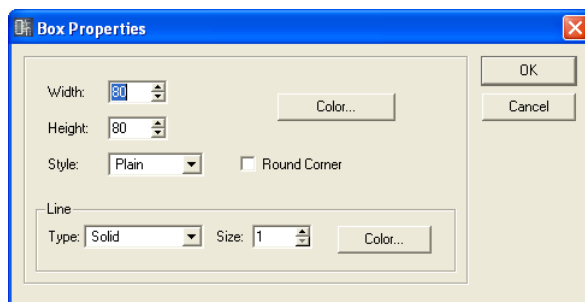 Box Properties
OK
Width: 80
Color...
Cancel
Height: 80
Style: Plain Round Corner
Line
Type: Solid Size: 1 Color...